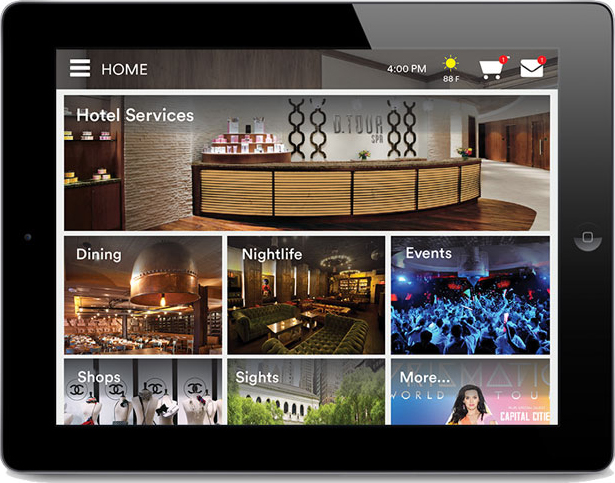 HOME
4:00 PM
88 F
1
1
Hotel Services
D.TOUR
SPA
Dining
Nightlife
Events
Shops
Sights
More...
WORLD TOUR
CAPITAL CITIE